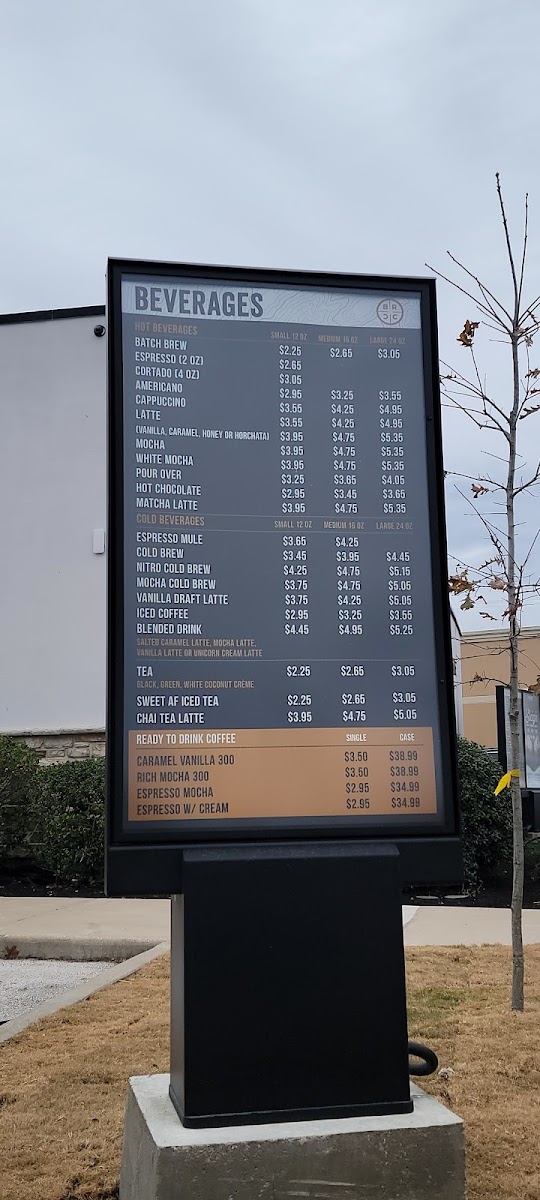 BEVERAGES
B R
C C
HOT BEVERAGES SMALL 12 OZ MEDIUM 16 OZ LARGE 24 OZ
BATCH BREW $2.25 $2.65 $3.05
ESPRESSO (2 OZ) $2.65
CORTADO (4 OZ) $3.05
AMERICANO $2.95 $3.25 $3.55
CAPPUCCINO $3.55 $4.25 $4.95
LATTE $3.55 $4.25 $4.95
(VANILLA, CARAMEL, HONEY OR HORCHATA) $3.95 $4.75 $5.35
MOCHA $3.95 $4.75 $5.35
WHITE MOCHA $3.95 $4.75 $5.35
POUR OVER $3.25 $3.65 $4.05
HOT CHOCOLATE $2.95 $3.45 $3.65
MATCHA LATTE $3.95 $4.75 $5.35
COLD BEVERAGES SMALL 12 OZ MEDIUM 16 OZ LARGE 24 OZ
ESPRESSO MULE $3.65 $4.25
COLD BREW $3.45 $3.95 $4.45
NITRO COLD BREW $4.25 $4.75 $5.15
MOCHA COLD BREW $3.75 $4.75 $5.05
VANILLA DRAFT LATTE $3.75 $4.25 $5.05
ICED COFFEE $2.95 $3.25 $3.55
BLENDED DRINK $4.45 $4.95 $5.25
SALTED CARAMEL LATTE, MOCHA LATTE,
VANILLA LATTE OR UNICORN CREAM LATTE
TEA $2.25 $2.65 $3.05
BLACK, GREEN, WHITE COCONUT CRÈME
SWEET AF ICED TEA $2.25 $2.65 $3.05
CHAI TEA LATTE $3.95 $4.75 $5.05
READY TO DRINK COFFEE SINGLE CASE
CARAMEL VANILLA 300 $3.50 $38.99
RICH MOCHA 300 $3.50 $38.99
ESPRESSO MOCHA $2.95 $34.99
ESPRESSO W/ CREAM $2.95 $34.99